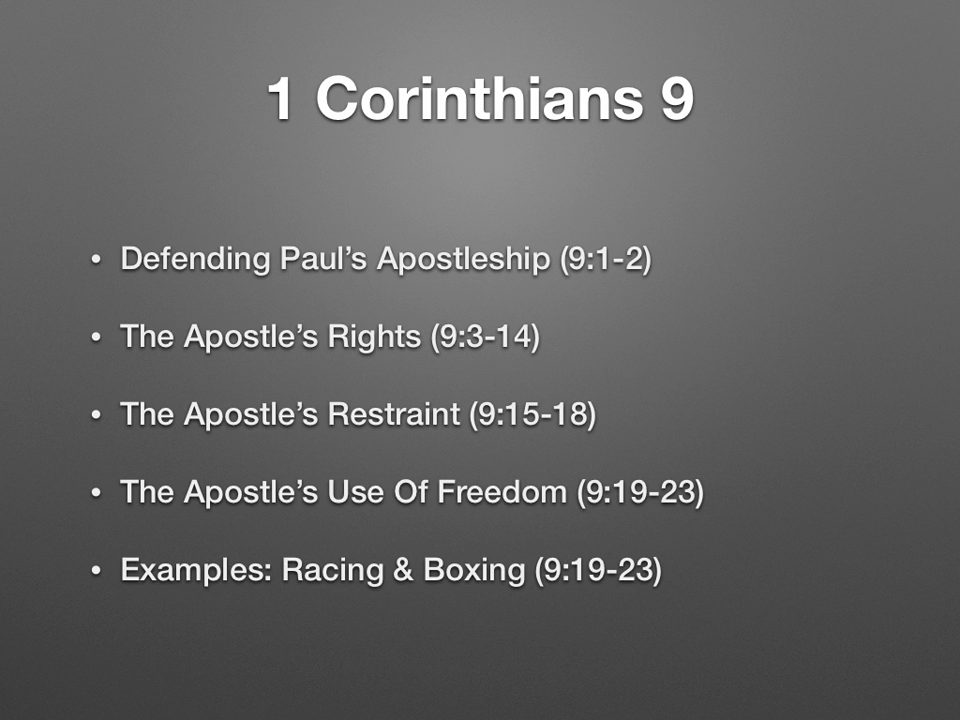 1 Corinthians 9
• Defending Paul’s Apostleship (9:1-2)
• The Apostle’s Rights (9:3-14)
• The Apostle’s Restraint (9:15-18)
• The Apostle’s Use Of Freedom (9:19-23)
• Examples: Racing & Boxing (9:19-23)